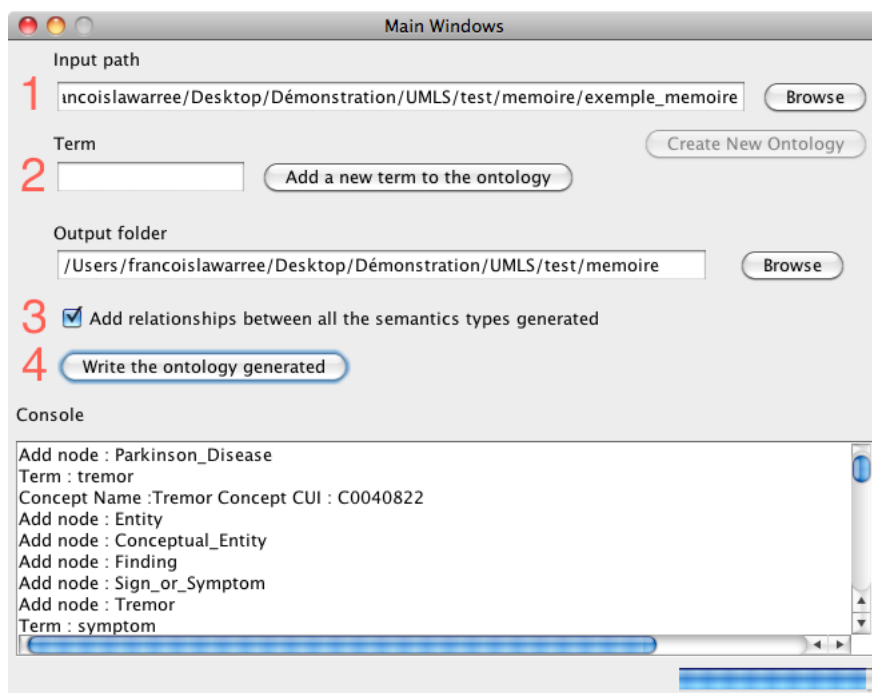 Main Windows
Input path
1
ıncoislawarree/Desktop/Démonstration/UMLS/test/memoire/exemple_memoire
Browse
Term
Create New Ontology
2
Add a new term to the ontology
Output folder
/Users/francoislawarree/Desktop/Démonstration/UMLS/test/memoire
Browse
3
Add relationships between all the semantics types generated
4
Write the ontology generated
Console
Add node : Parkinson_Disease
Term : tremor
Concept Name :Tremor Concept CUI : C0040822
Add node : Entity
Add node : Conceptual_Entity
Add node : Finding
Add node : Sign_or_Symptom
Add node : Tremor
Term : symptom